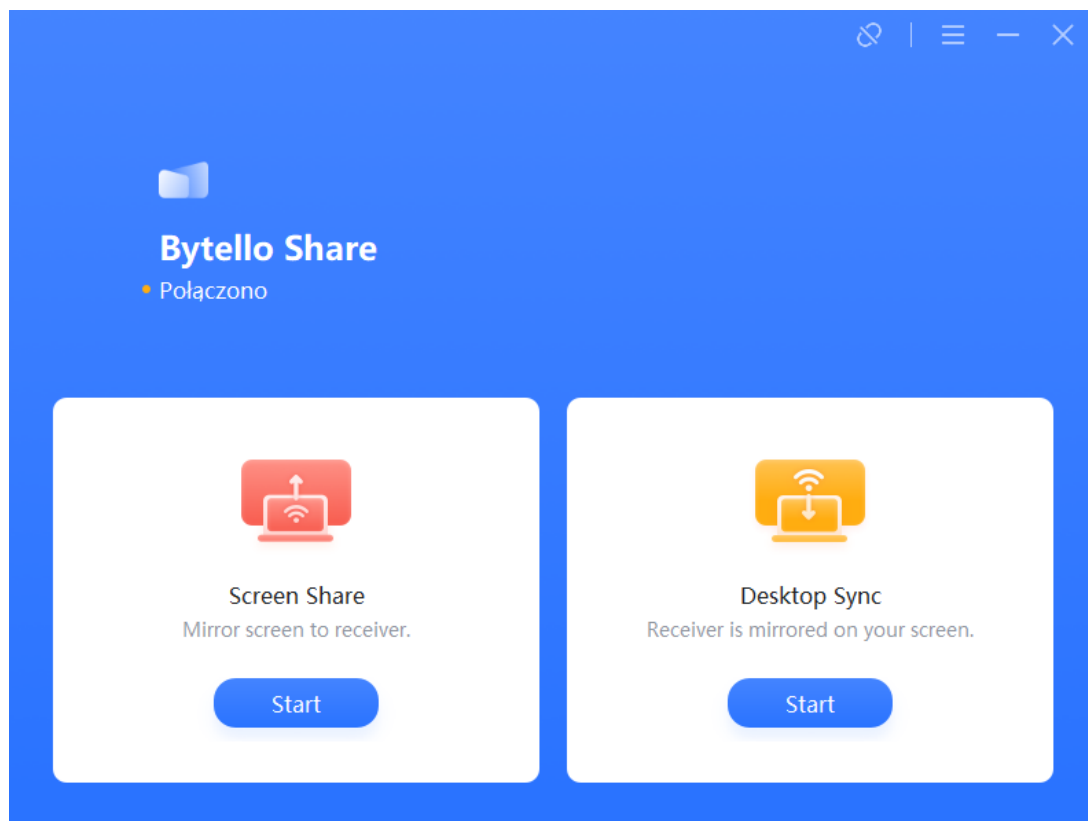 Bytello Share
Połączono
Screen Share
Mirror screen to receiver.
Start
Desktop Sync
Receiver is mirrored on your screen.
Start